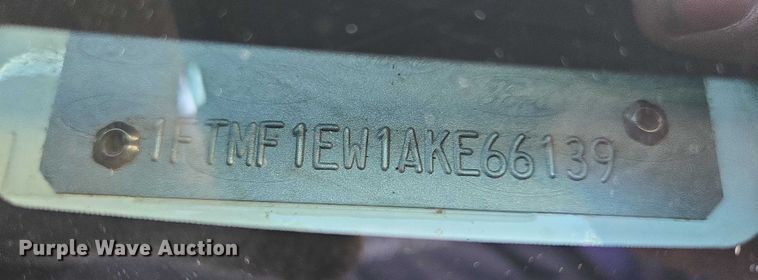 1FTMF1EW1AKE66139
Purple Wave Auction